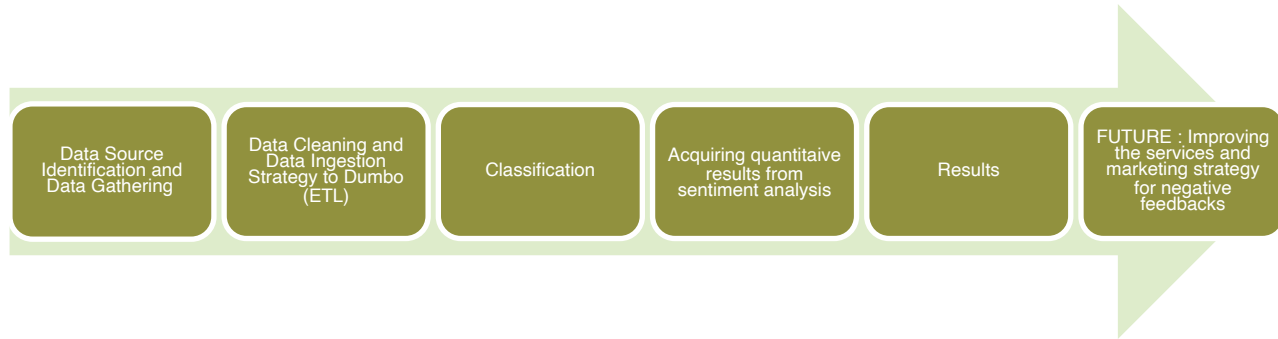 Data Source
Identification and
Data Gathering
Data Cleaning and
Data Ingestion
Strategy to Dumbo
(ETL)
Classification
Acquiring quantitaive
results from
sentiment analysis
Results
FUTURE : Improving
the services and
marketing strategy
for negative
feedbacks